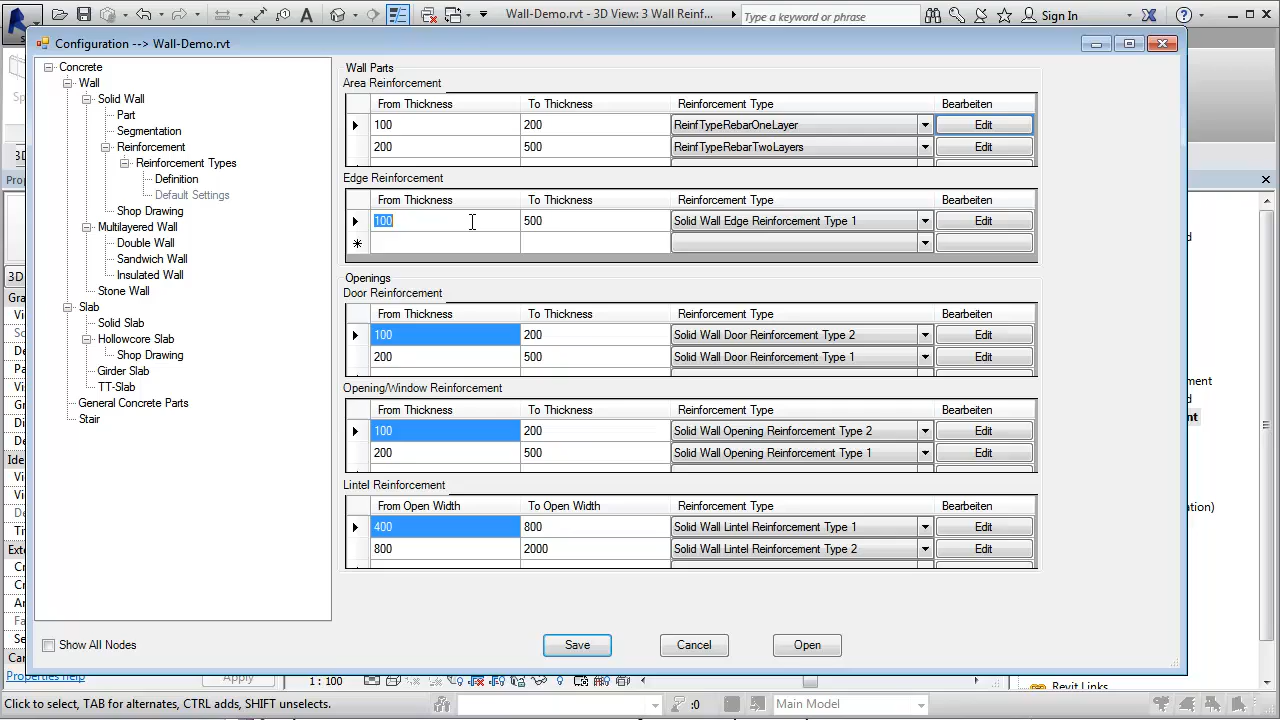 Wall-Demo.rvt - 3D View: 3 Wall Reinf...
Type a keyword or phrase
Sign In
Configuration --> Wall-Demo.rvt
Concrete
Wall
Solid Wall
Part
Segmentation
Reinforcement
Reinforcement Types
Definition
Default Settings
Shop Drawing
Multilayered Wall
Double Wall
Sandwich Wall
Insulated Wall
Stone Wall
Slab
Solid Slab
Hollowcore Slab
Shop Drawing
Girder Slab
TT-Slab
General Concrete Parts
Stair
Show All Nodes
Wall Parts
Area Reinforcement
From Thickness To Thickness Reinforcement Type Bearbeiten
100 200 ReinfTypeRebarOneLayer Edit
200 500 ReinfTypeRebarTwoLayers Edit
Edge Reinforcement
From Thickness To Thickness Reinforcement Type Bearbeiten
100 500 Solid Wall Edge Reinforcement Type 1 Edit
Openings
Door Reinforcement
From Thickness To Thickness Reinforcement Type Bearbeiten
100 200 Solid Wall Door Reinforcement Type 2 Edit
200 500 Solid Wall Door Reinforcement Type 1 Edit
Opening/Window Reinforcement
From Thickness To Thickness Reinforcement Type Bearbeiten
100 200 Solid Wall Opening Reinforcement Type 2 Edit
200 500 Solid Wall Opening Reinforcement Type 1 Edit
Lintel Reinforcement
From Open Width To Open Width Reinforcement Type Bearbeiten
400 800 Solid Wall Lintel Reinforcement Type 1 Edit
800 2000 Solid Wall Lintel Reinforcement Type 2 Edit
Save Cancel Open
Properties help Apply
1 : 100
Revit Links
Click to select, TAB for alternates, CTRL adds, SHIFT unselects.
:0 Main Model